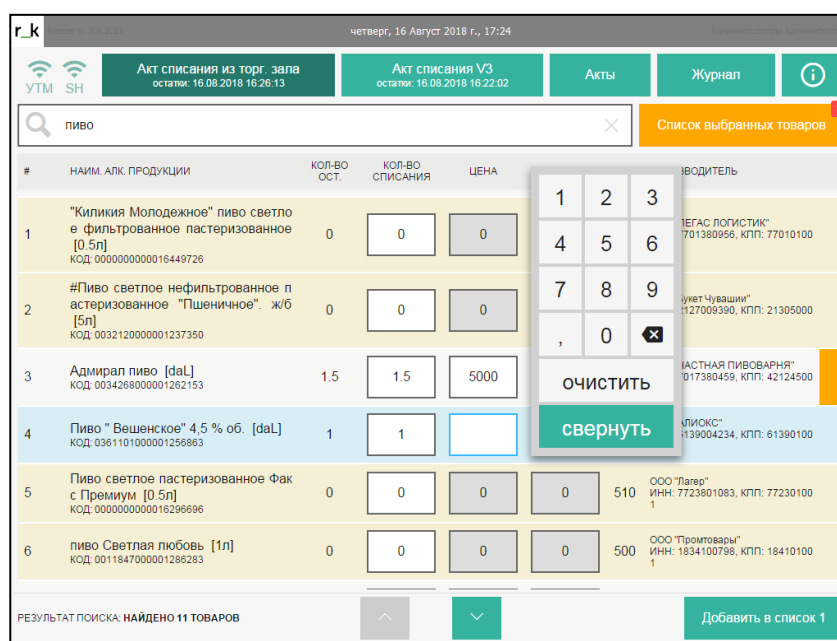 r_k
четверг, 16 Август 2018 г., 17:24
УТМ SH
Акт списания из торг. зала
остатки: 16.08.2018 16:26:13
Акт списания V3
остатки: 16.08.2018 16:22:02
Акты
Журнал
пиво
Список выбранных товаров
# НАИМ. АЛК. ПРОДУКЦИИ КОЛ-ВО ОСТ. КОЛ-ВО СПИСАНИЯ ЦЕНА
"Киликия Молодежное" пиво светло
е фильтрованное пастеризованное
[0.5л]
КОД: 0000000000016449726
1 0 0 0
ЛЕГАС ЛОГИСТИК"
7701380956, КПП: 77010100
#Пиво светлое нефильтрованное п
астеризованное "Пшеничное". ж/б
[5л]
КОД: 0032120000001237350
2 0 0 0
Букет Чувашии"
2127009390, КПП: 21305000
3 Адмирал пиво [daL] 1.5 1.5 5000
КОД: 0034268000001262153
ЧАСТНАЯ ПИВОВАРНЯ"
7017380459, КПП: 42124500
4 Пиво " Вешенское" 4,5 % об. [daL] 1 1
КОД: 0361101000001256863
АЛИОКС"
6139004234, КПП: 61390100
1 2 3
4 5 6
7 8 9
, 0
очистить
свернуть
Пиво светлое пастеризованное Фак
с Премиум [0.5л]
КОД: 0000000000016296696
5 0 0 0 0 510
ООО "Лагер"
ИНН: 7723801083, КПП: 77230100
1
6 пиво Светлая любовь [1л] 0 0 0 0 500
КОД: 0011847000001286283
ООО "Промтовары"
ИНН: 1834100798, КПП: 18410100
1
РЕЗУЛЬТАТ ПОИСКА: НАЙДЕНО 11 ТОВАРОВ
Добавить в список 1